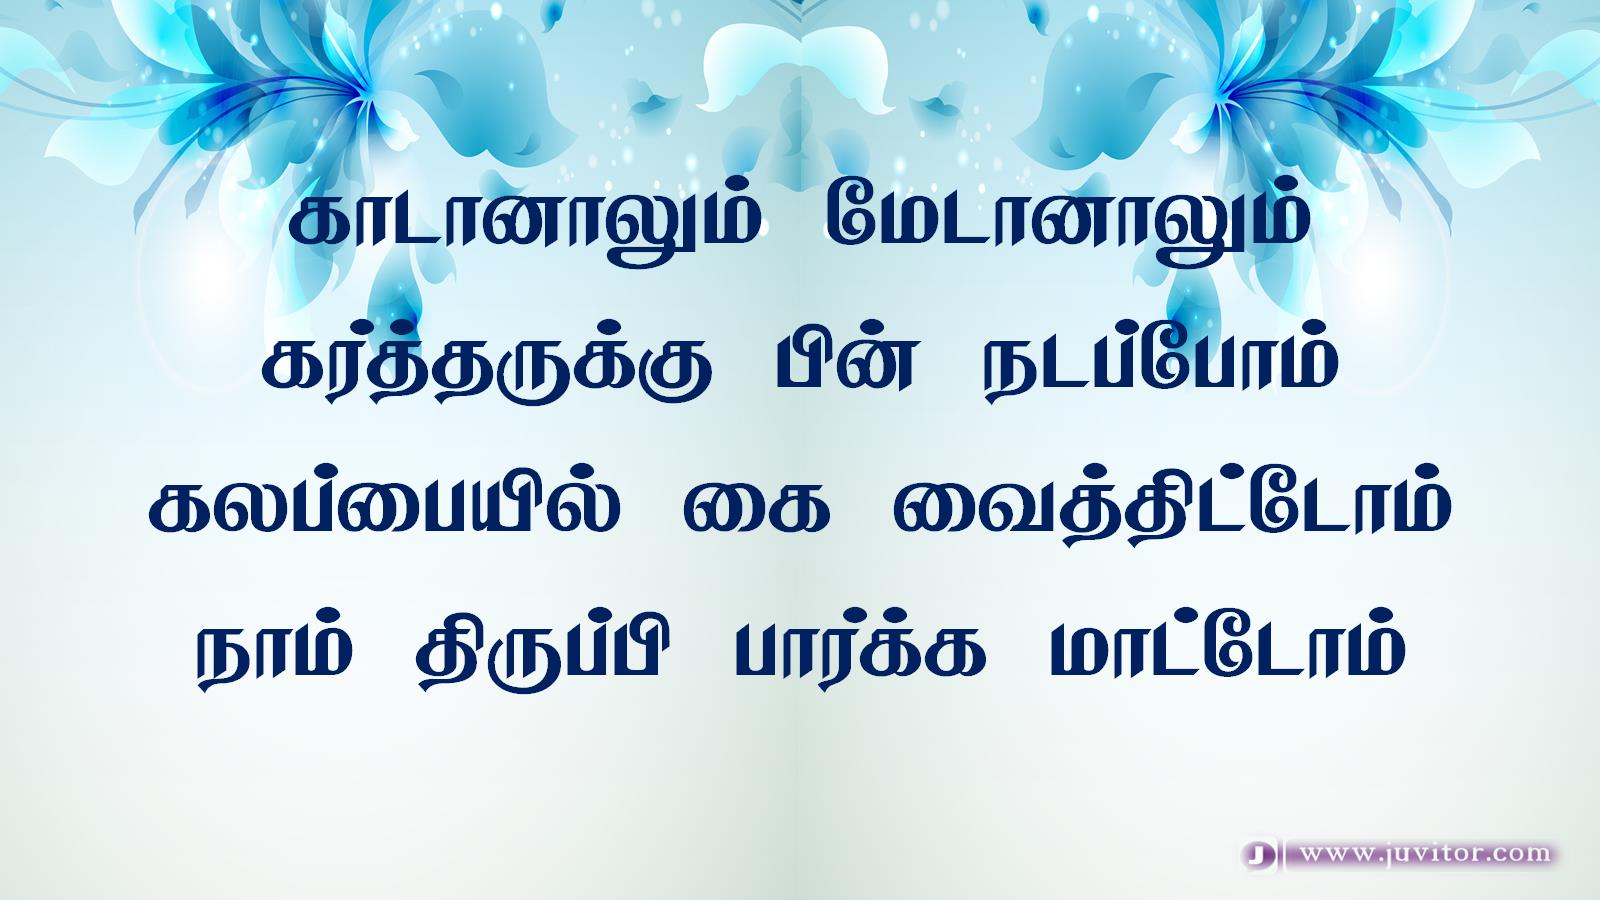 காடானாலும் மேடானாலும்
கர்த்தருக்கு பின் நடப்போம்
கலப்பையில் கை வைத்திட்டோம்
நாம் திருப்பி பார்க்க மாட்டோம்
J www.juvitor.com